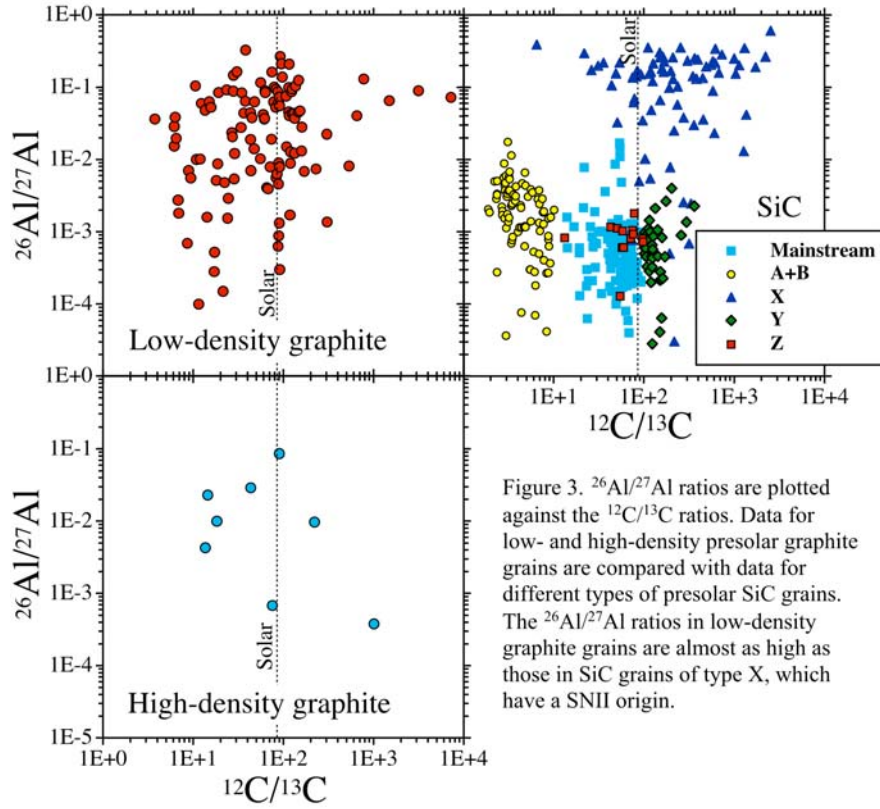 1E+0
1E-1
1E-2
1E-3
1E-4
1E+0
26Al/27Al
Solar
Low-density graphite
Solar
SiC
Mainstream
A+B
X
Y
Z
1E+1
1E+2
1E+3
1E+4
12C/13C
1E-1
1E-2
1E-3
1E-4
1E-5
26Al/27Al
Solar
High-density graphite
1E+0
1E+1
1E+2
1E+3
1E+4
12C/13C
Figure 3. 26Al/27Al ratios are plotted
against the 12C/13C ratios. Data for
low- and high-density presolar graphite
grains are compared with data for
different types of presolar SiC grains.
The 26Al/27Al ratios in low-density
graphite grains are almost as high as
those in SiC grains of type X, which
have a SNII origin.